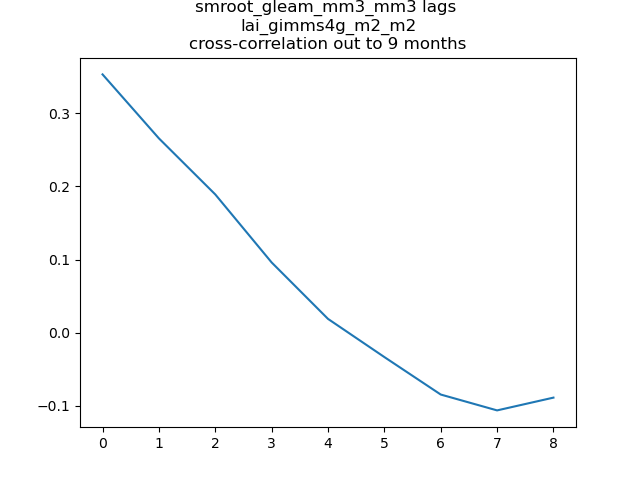 smroot_gleam_mm3_mm3 lags
lai_gimms4g_m2_m2
cross-correlation out to 9 months
0.3
0.2
0.1
0.0
−0.1
0 1 2 3 4 5 6 7 8